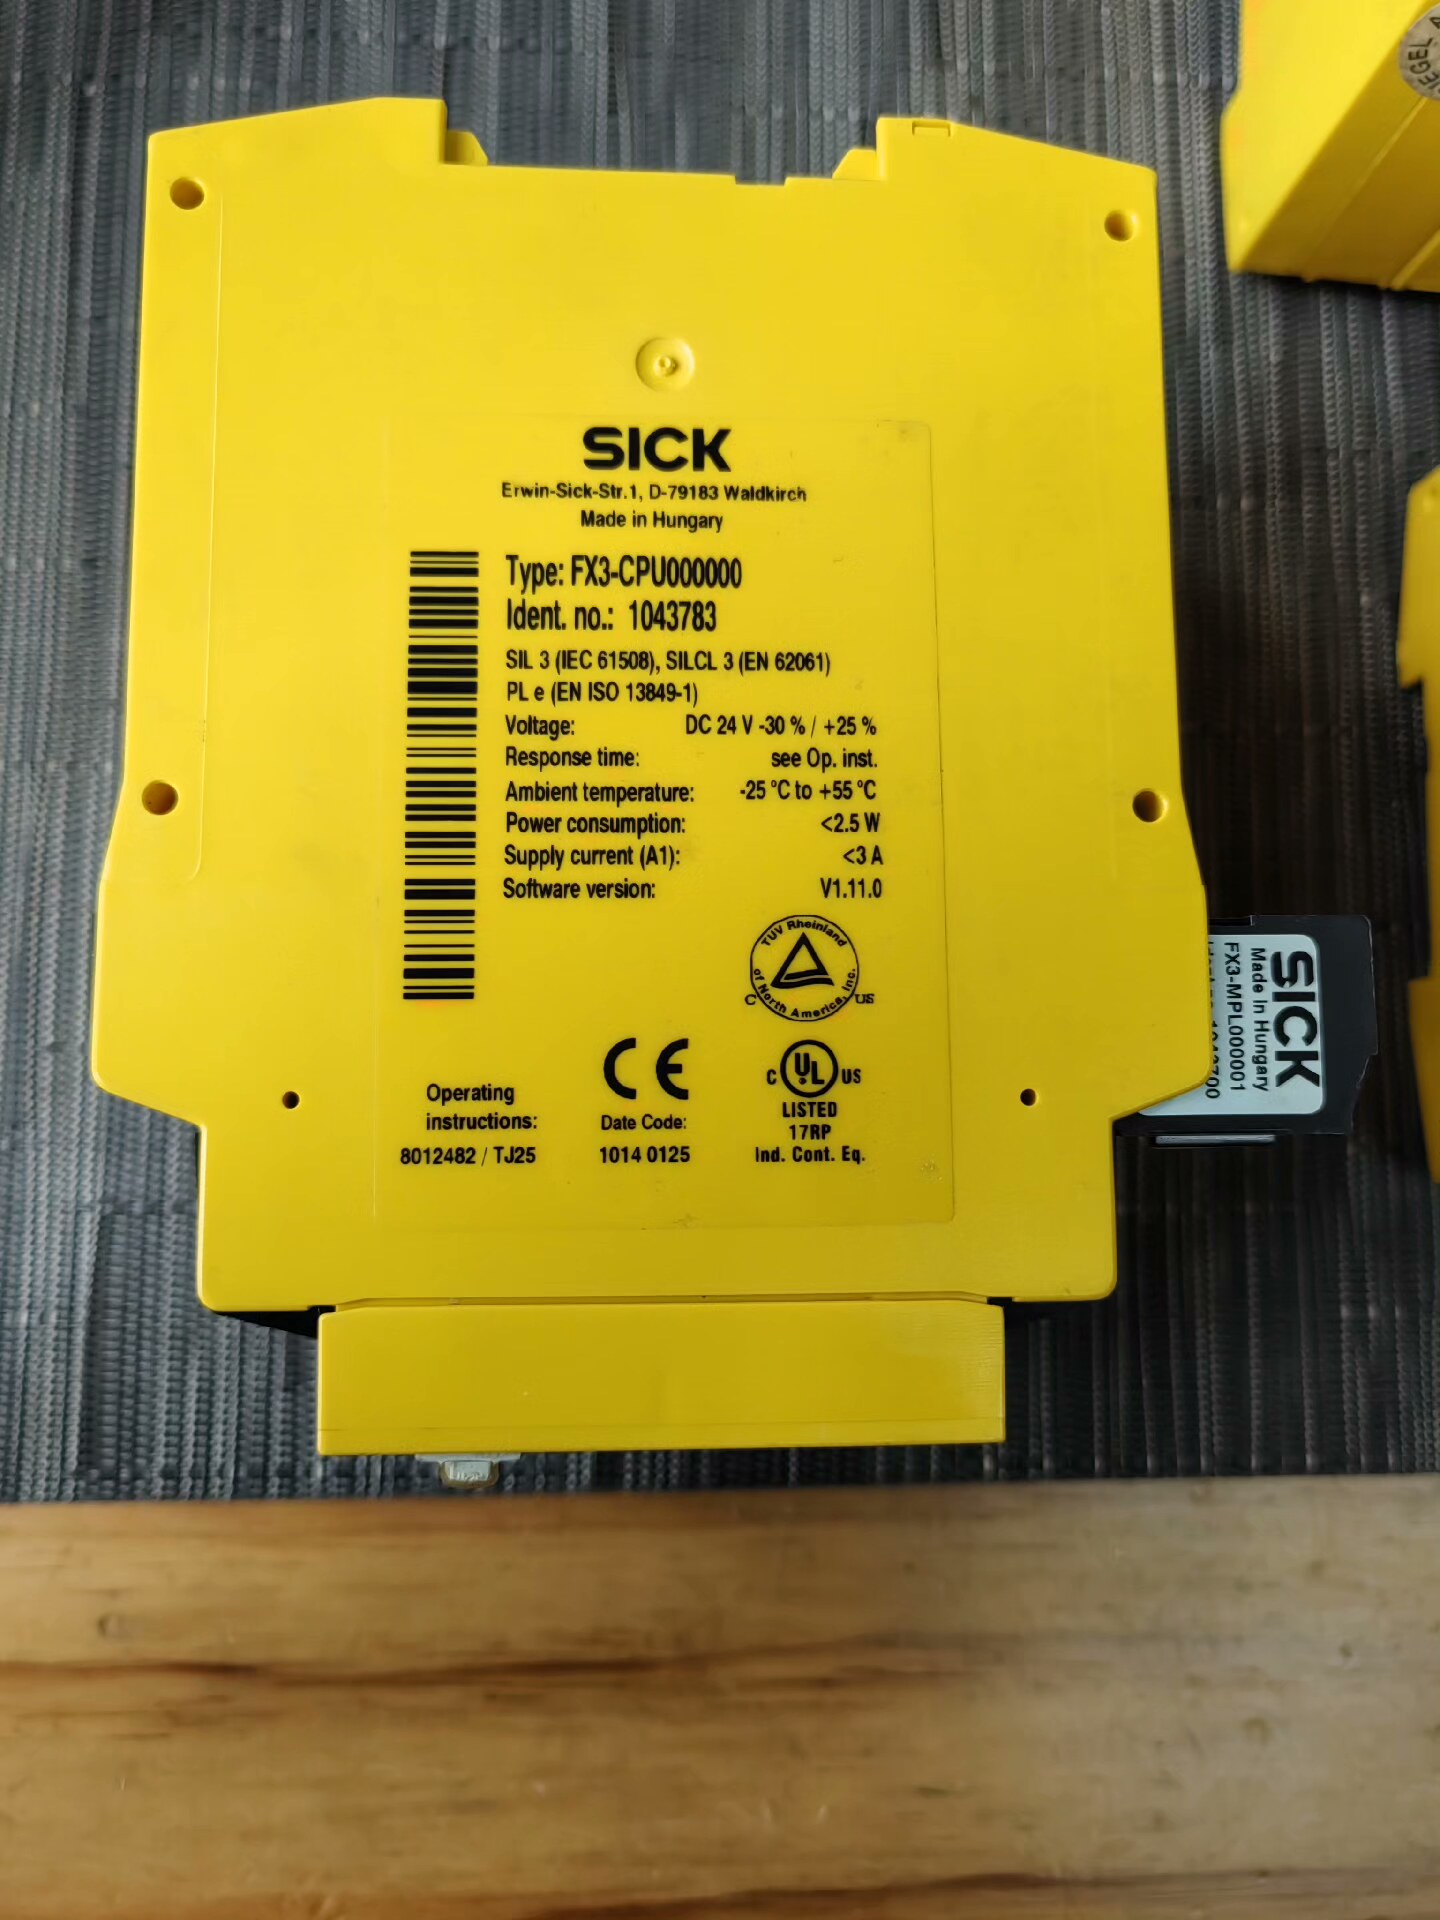 SICK
Erwin-Sick-Str.1, D-79183 Waldkirch
Made in Hungary
Type: FX3-CPU000000
Ident. no.: 1043783
SIL 3 (IEC 61508), SILCL 3 (EN 62061)
PL e (EN ISO 13849-1)
Voltage: DC 24 V -30 % / +25 %
Response time: see Op. inst.
Ambient temperature: -25 °C to +55 °C
Power consumption: <2.5 W
Supply current (A1): <3 A
Software version: V1.11.0
TÜV Rheinland
of North America, Inc.
C US
CE
C UL US
LISTED
17RP
Ind. Cont. Eq.
Operating
instructions:
8012482 / TJ25
Date Code:
1014 0125
SICK
Made in Hungary
FX3-MPL000001